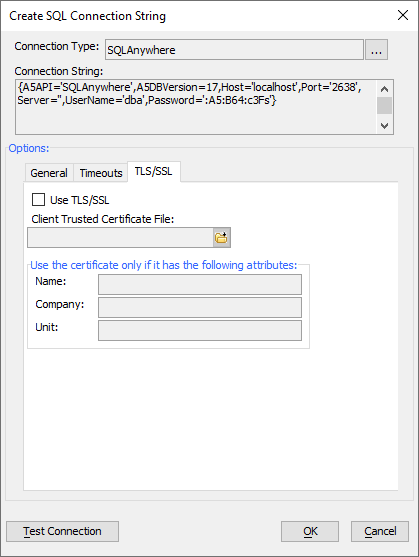 Create SQL Connection String
Connection Type: SQLAnywhere ...
Connection String:
{A5API='SQLAnywhere',A5DBVersion=17,Host='localhost',Port='2638',
Server='',UserName='dba',Password=':A5:B64:c3Fs'}
Options:
General Timeouts TLS/SSL
Use TLS/SSL
Client Trusted Certificate File:
Use the certificate only if it has the following attributes:
Name:
Company:
Unit:
Test Connection OK Cancel